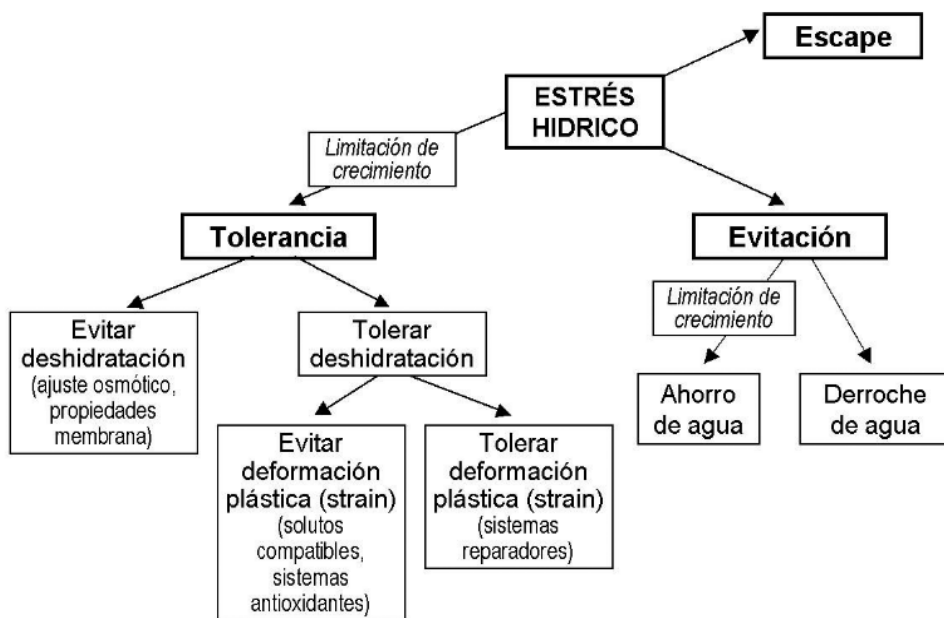 Escape
ESTRÉS
HIDRICO
Limitación de
crecimiento
Tolerancia
Evitación
Evitar
deshidratación
(ajuste osmótico,
propiedades
membrana)
Tolerar
deshidratación
Limitación de
crecimiento
Ahorro
de agua
Derroche
de agua
Evitar
deformación
plástica (strain)
(solutos
compatibles,
sistemas
antioxidantes)
Tolerar
deformación
plástica (strain)
(sistemas
reparadores)